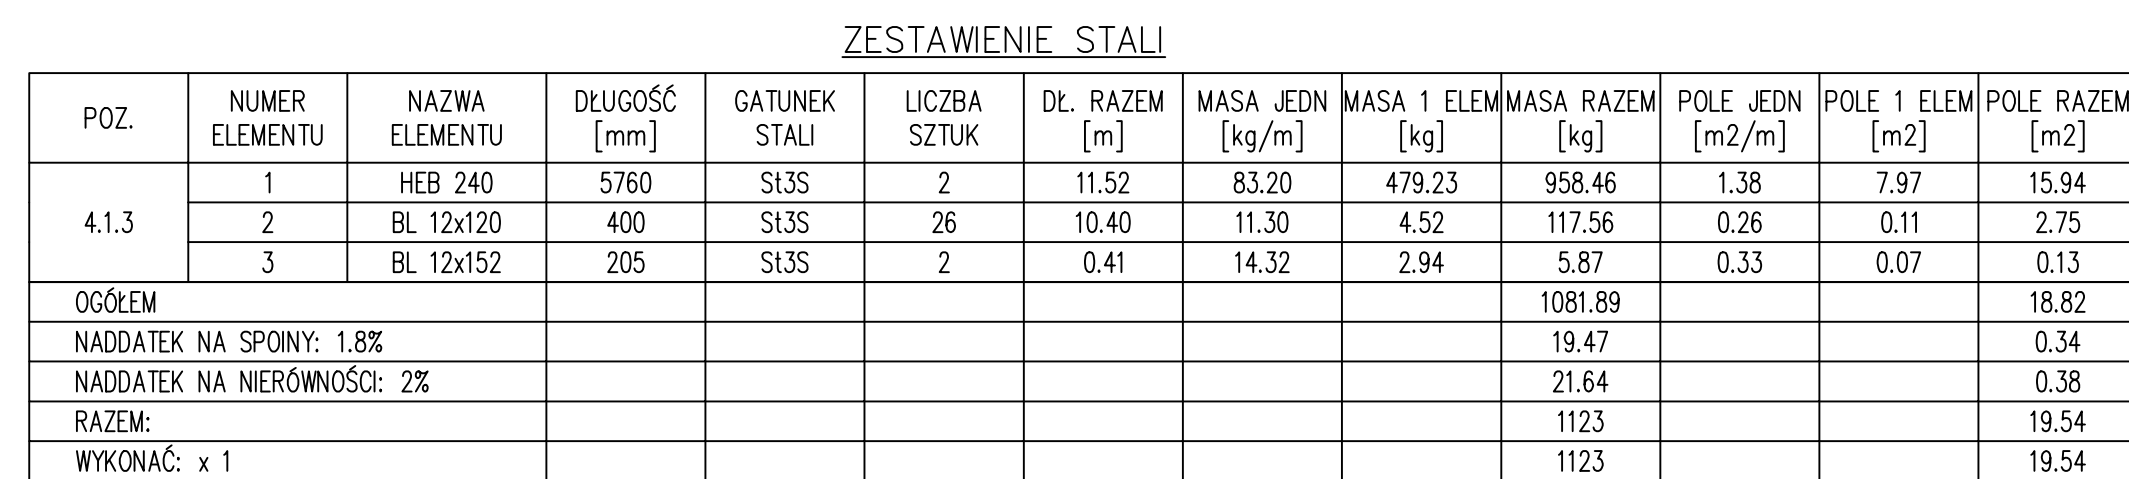 ZESTAWIENIE STALI
POZ. NUMER ELEMENTU NAZWA ELEMENTU DŁUGOŚĆ [mm] GATUNEK STALI LICZBA SZTUK DŁ. RAZEM [m] MASA JEDN [kg/m] MASA 1 ELEM [kg] MASA RAZEM [kg] POLE JEDN [m2/m] POLE 1 ELEM [m2] POLE RAZEM [m2]
4.1.3 1 HEB 240 5760 St3S 2 11.52 83.20 479.23 958.46 1.38 7.97 15.94
2 BL 12x120 400 St3S 26 10.40 11.30 4.52 117.56 0.26 0.11 2.75
3 BL 12x152 205 St3S 2 0.41 14.32 2.94 5.87 0.33 0.07 0.13
OGÓŁEM 1081.89 18.82
NADDATEK NA SPOINY: 1.8% 19.47 0.34
NADDATEK NA NIERÓWNOŚCI: 2% 21.64 0.38
RAZEM: 1123 19.54
WYKONAĆ: x 1 1123 19.54